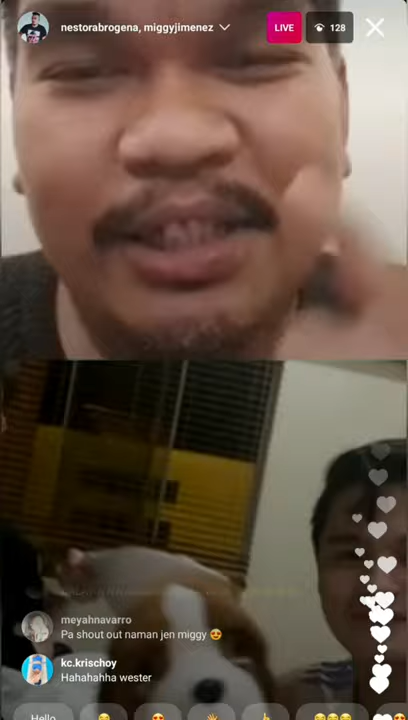 nestorabrogena, miggyjimenez
LIVE
128
meyahnavarro
Pa shout out naman jen miggy 😍
kc.krischoy
Hahahahha wester
Hello